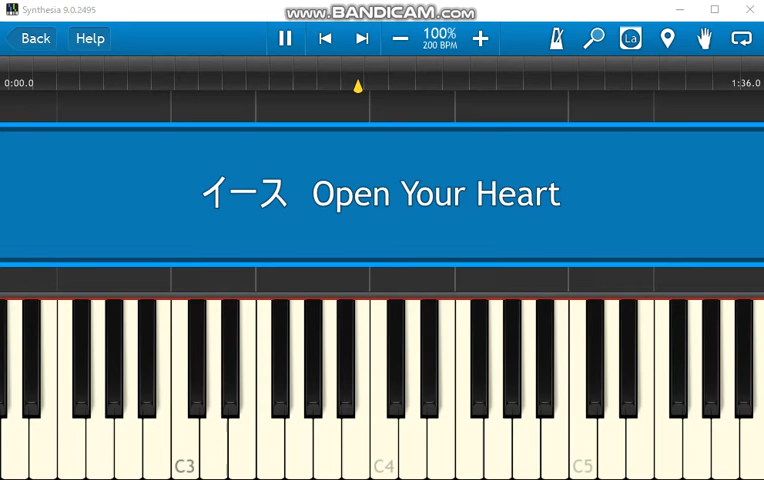 Synthesia 9.0.2495
www.BANDICAM.com
Back
Help
100%
200 BPM
La
0:00.0
1:36.0
イース Open Your Heart
C3
C4
C5